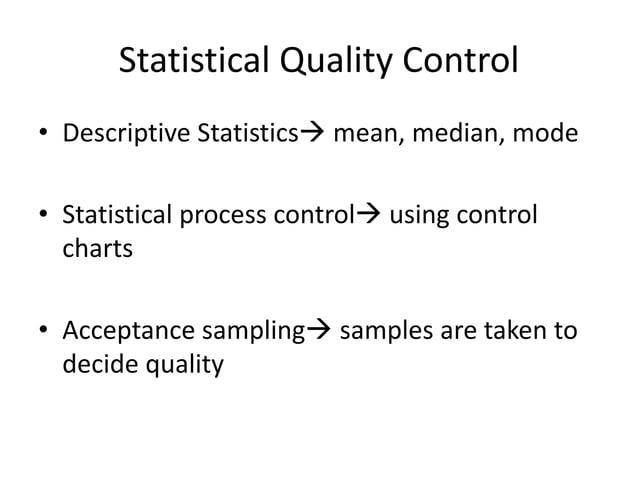 Statistical Quality Control
• Descriptive Statistics→ mean, median, mode
• Statistical process control→ using control
charts
• Acceptance sampling→ samples are taken to
decide quality